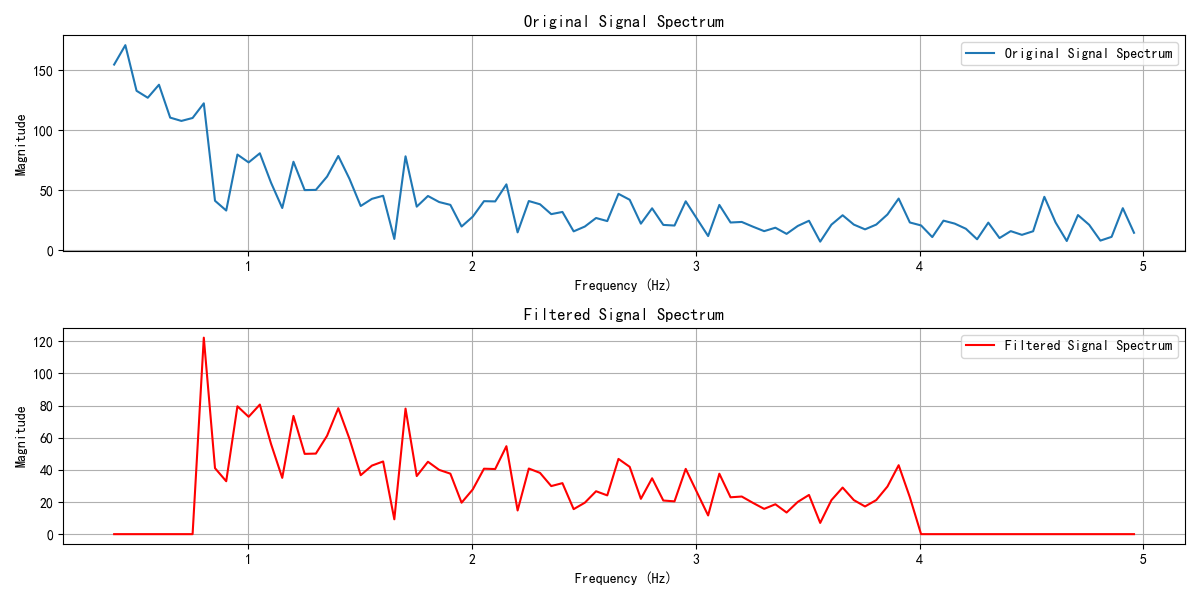 Original Signal Spectrum
Original Signal Spectrum
150
100
50
0
Magnitude
1 2 3 4 5
Frequency (Hz)
Filtered Signal Spectrum
Filtered Signal Spectrum
120
100
80
60
40
20
0
Magnitude
1 2 3 4 5
Frequency (Hz)